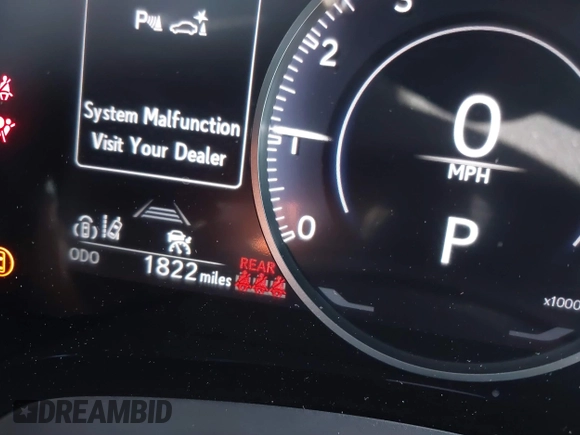 P
System Malfunction
Visit Your Dealer
3
2
1
0
0
MPH
P
ODO
1822 miles
REAR
x1000
DREAMBID